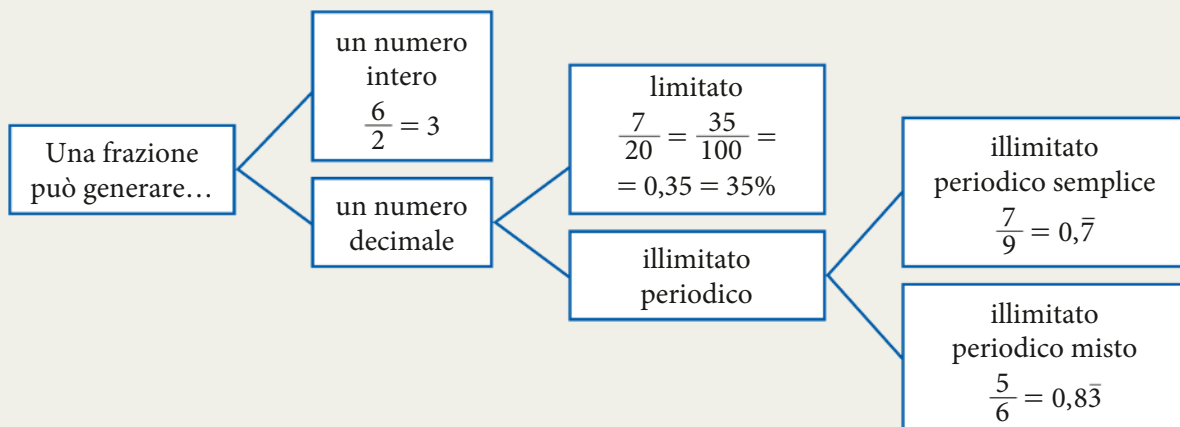 Una frazione
può generare…
un numero
intero
6/2 = 3
un numero
decimale
limitato
7/20 = 35/100 =
= 0,35 = 35%
illimitato
periodico
illimitato
periodico semplice
7/9 = 0,7̄
illimitato
periodico misto
5/6 = 0,83̄